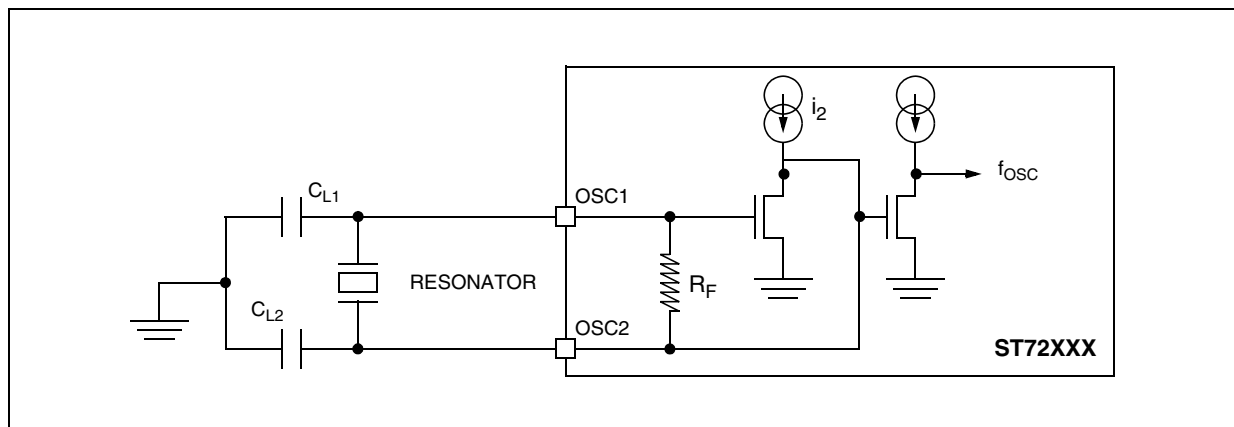 i2
fOSC
CL1
OSC1
RESONATOR
RF
CL2
OSC2
ST72XXX